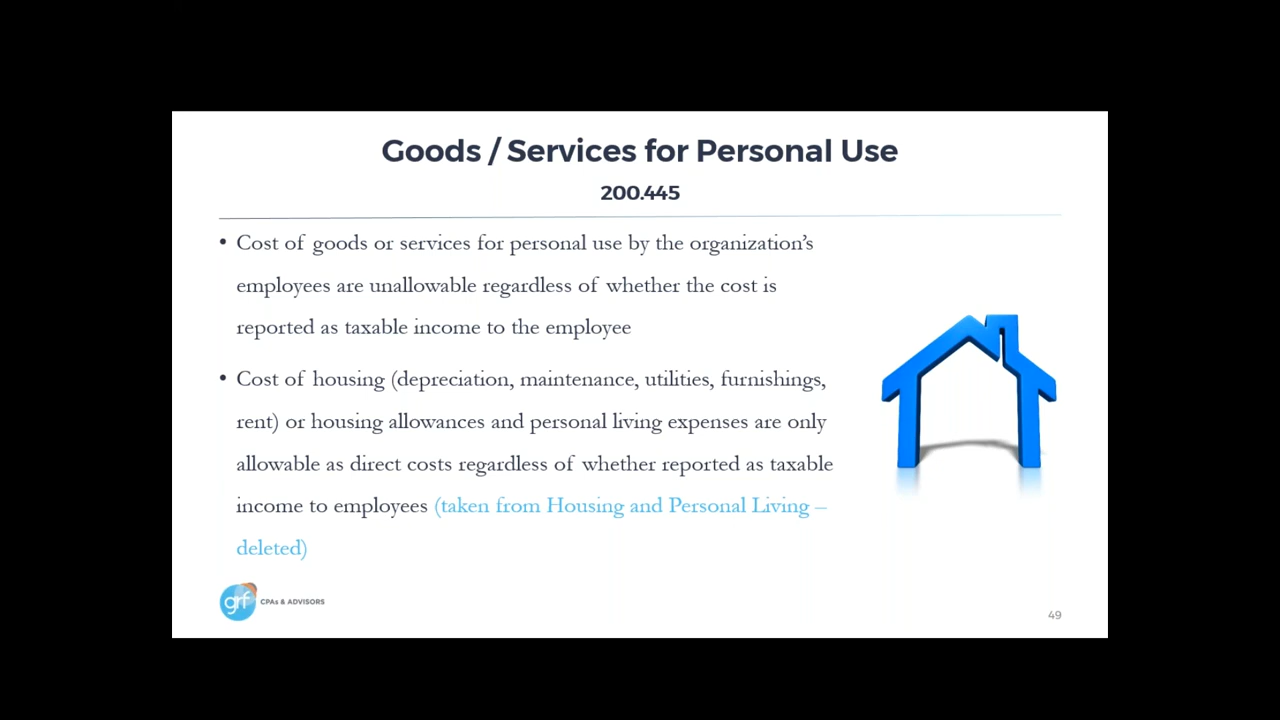 Goods / Services for Personal Use
200.445
• Cost of goods or services for personal use by the organization’s
employees are unallowable regardless of whether the cost is
reported as taxable income to the employee
• Cost of housing (depreciation, maintenance, utilities, furnishings,
rent) or housing allowances and personal living expenses are only
allowable as direct costs regardless of whether reported as taxable
income to employees (taken from Housing and Personal Living –
deleted)
grf CPAs & ADVISORS
49